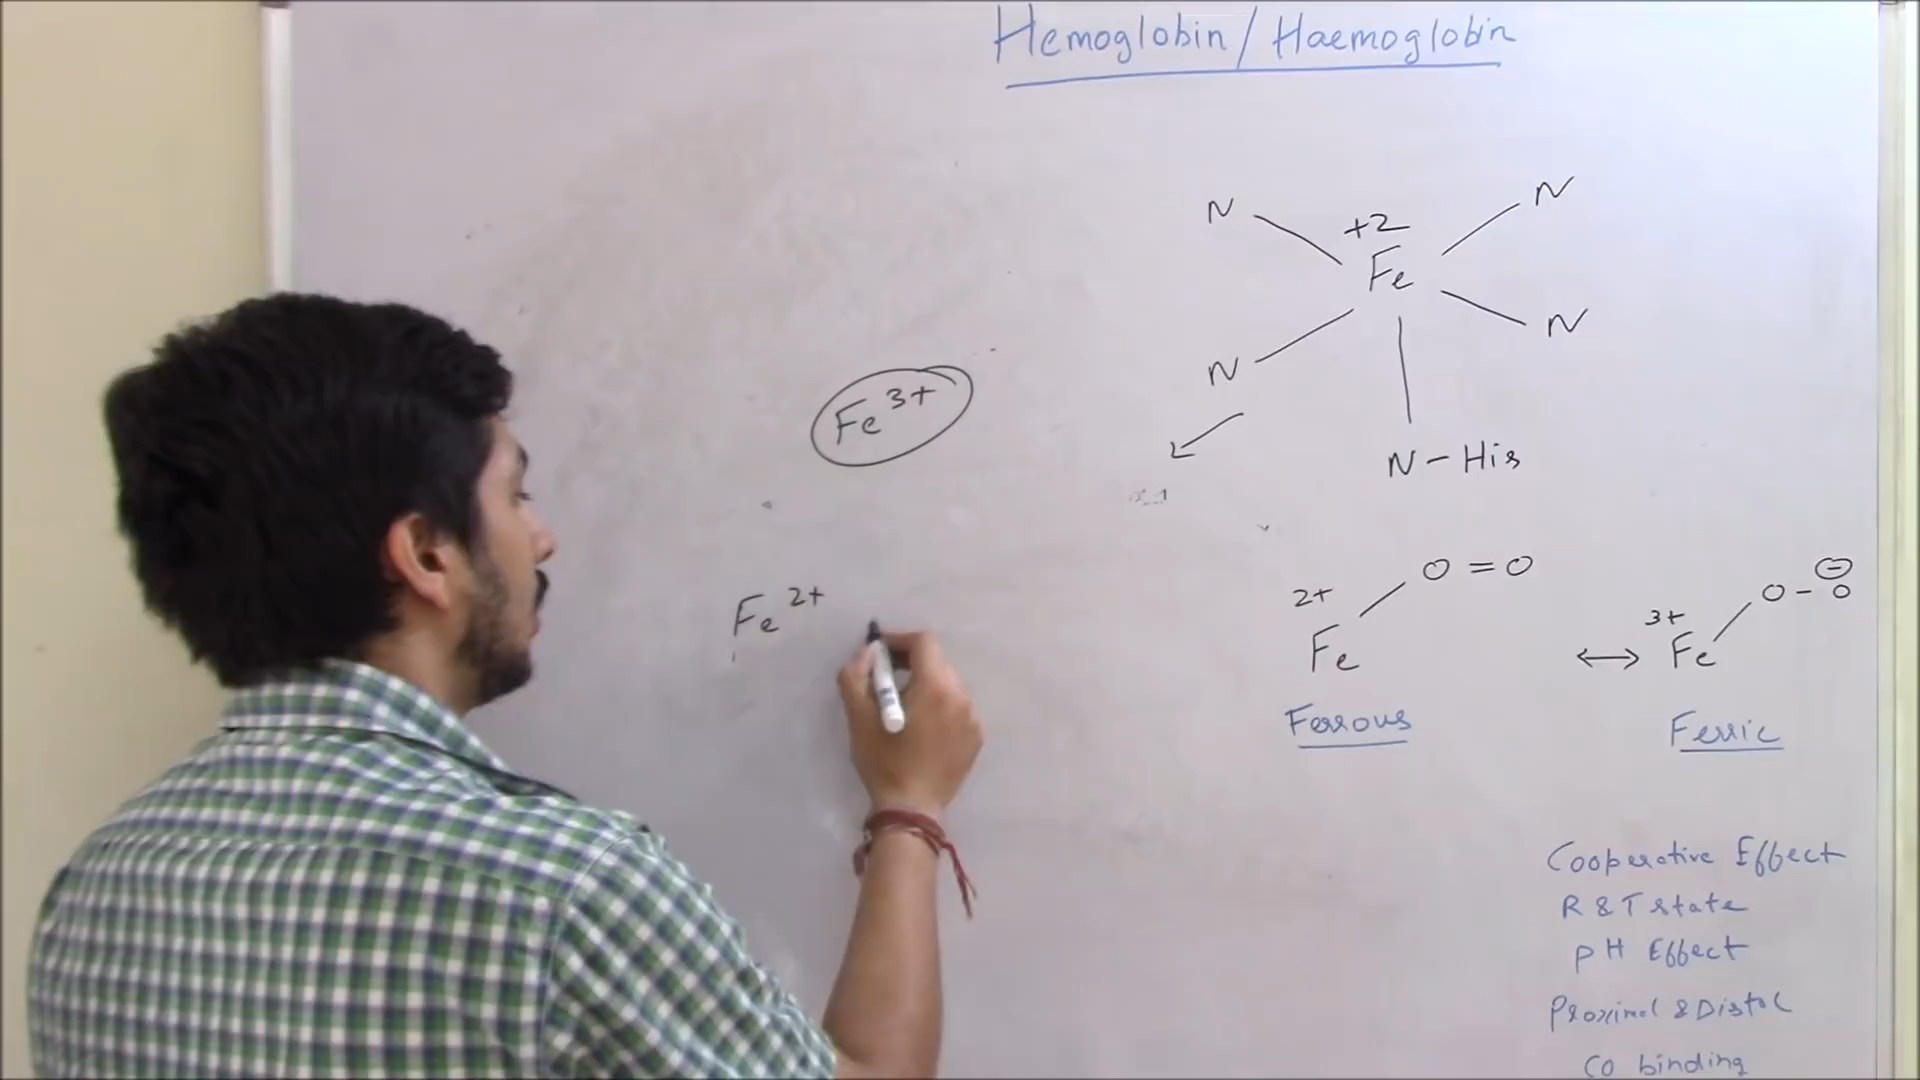 Hemoglobin / Haemoglobin
N +2 N
Fe
N N
N - His
Fe3+
Fe2+
2+ O = O
Fe
Ferrous
↔
3+ O - O ⊖
Fe
Ferric
Cooperative Effect
R & T state
pH Effect
Proximal & Distal
CO binding